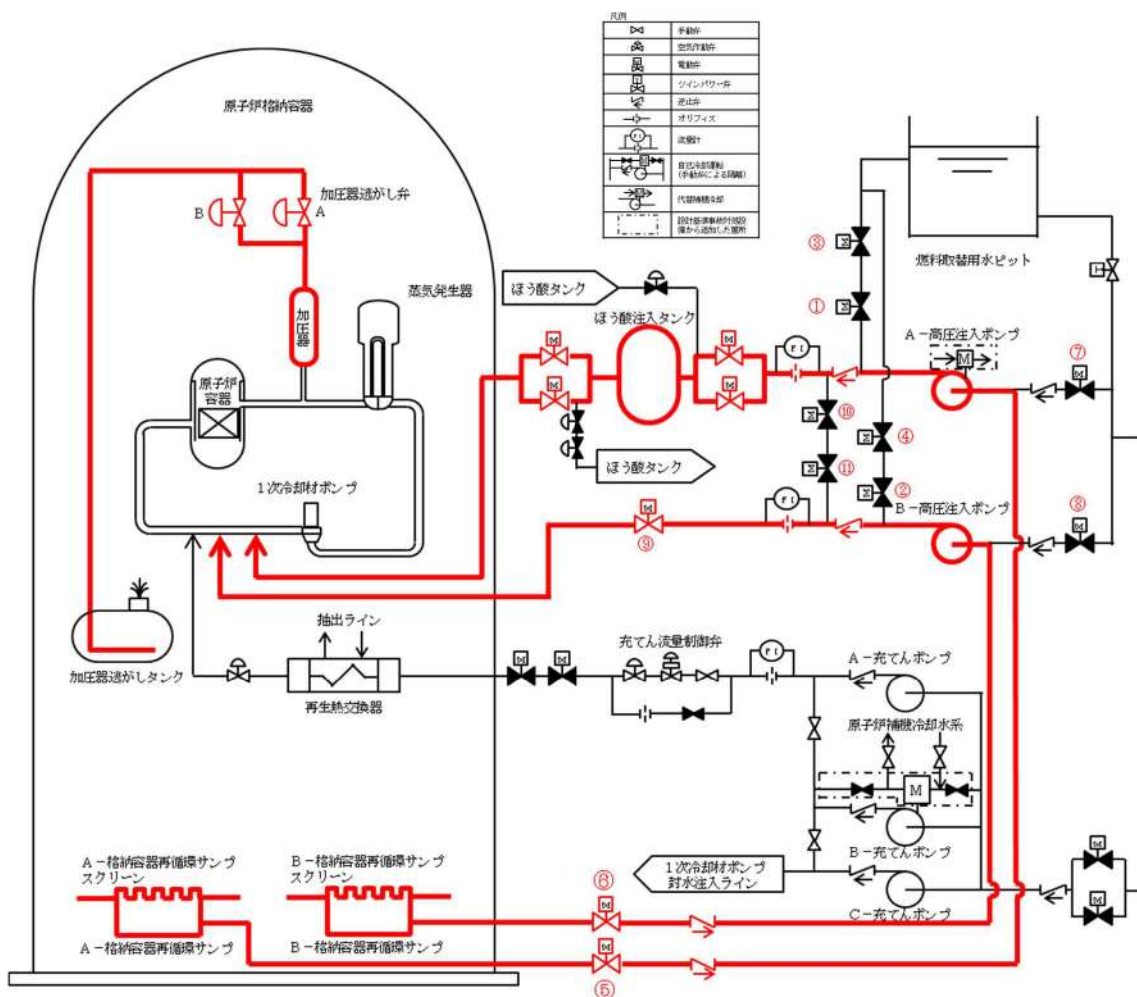 凡例
手動弁
空気作動弁
M
電動弁
ツインパワー弁
逆止弁
オリフィス
FI
流量計
M
自己冷却運転
(手動弁による隔離)
M
代替補機冷却
設計基準事故対処設
備から追加した箇所
原子炉格納容器
加圧器逃がし弁
B
A
蒸気発生器
加圧器
原子炉
容器
1次冷却材ポンプ
加圧器逃がしタンク
ほう酸タンク
ほう酸注入タンク
M
M
M
M
FI
ほう酸タンク
M
③
M
①
燃料取替用水ピット
T
A-高圧注入ポンプ
M
⑦
M
M
⑩
M
④
M
⑪
M
②
B-高圧注入ポンプ
⑧
M
M
⑨
FI
抽出ライン
再生熱交換器
M
M
充てん流量制御弁
FI
A-充てんポンプ
原子炉補機冷却水系
M
B-充てんポンプ
1次冷却材ポンプ
封水注入ライン
C-充てんポンプ
M
M
A-格納容器再循環サンプ
スクリーン
B-格納容器再循環サンプ
スクリーン
A-格納容器再循環サンプ
B-格納容器再循環サンプ
⑥
M
M
⑤